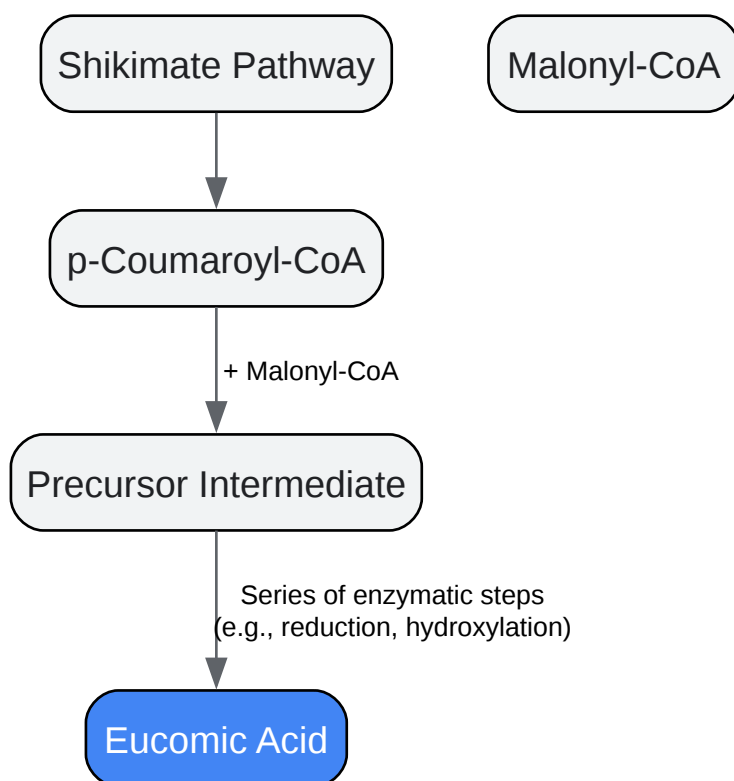 Shikimate Pathway
Malonyl-CoA
p-Coumaroyl-CoA
+ Malonyl-CoA
Precursor Intermediate
Series of enzymatic steps
(e.g., reduction, hydroxylation)
Eucomic Acid